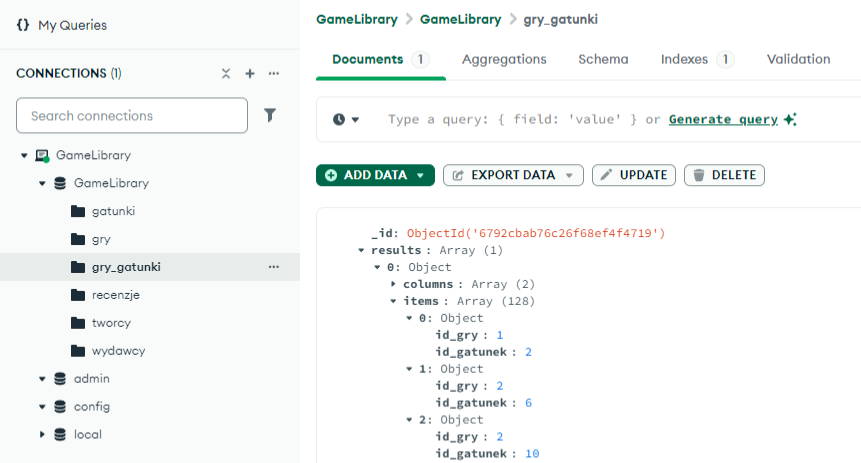 My Queries
CONNECTIONS (1)
Search connections
GameLibrary
GameLibrary
gatunki
gry
gry_gatunki
recenzje
tworcy
wydawcy
admin
config
local
GameLibrary > GameLibrary > gry_gatunki
Documents 1 Aggregations Schema Indexes 1 Validation
Type a query: { field: 'value' } or Generate query
ADD DATA EXPORT DATA UPDATE DELETE
_id: ObjectId('6792cbab76c26f68ef4f4719')
results : Array (1)
0: Object
columns : Array (2)
items : Array (128)
0: Object
id_gry : 1
id_gatunek : 2
1: Object
id_gry : 2
id_gatunek : 6
2: Object
id_gry : 2
id_gatunek : 10